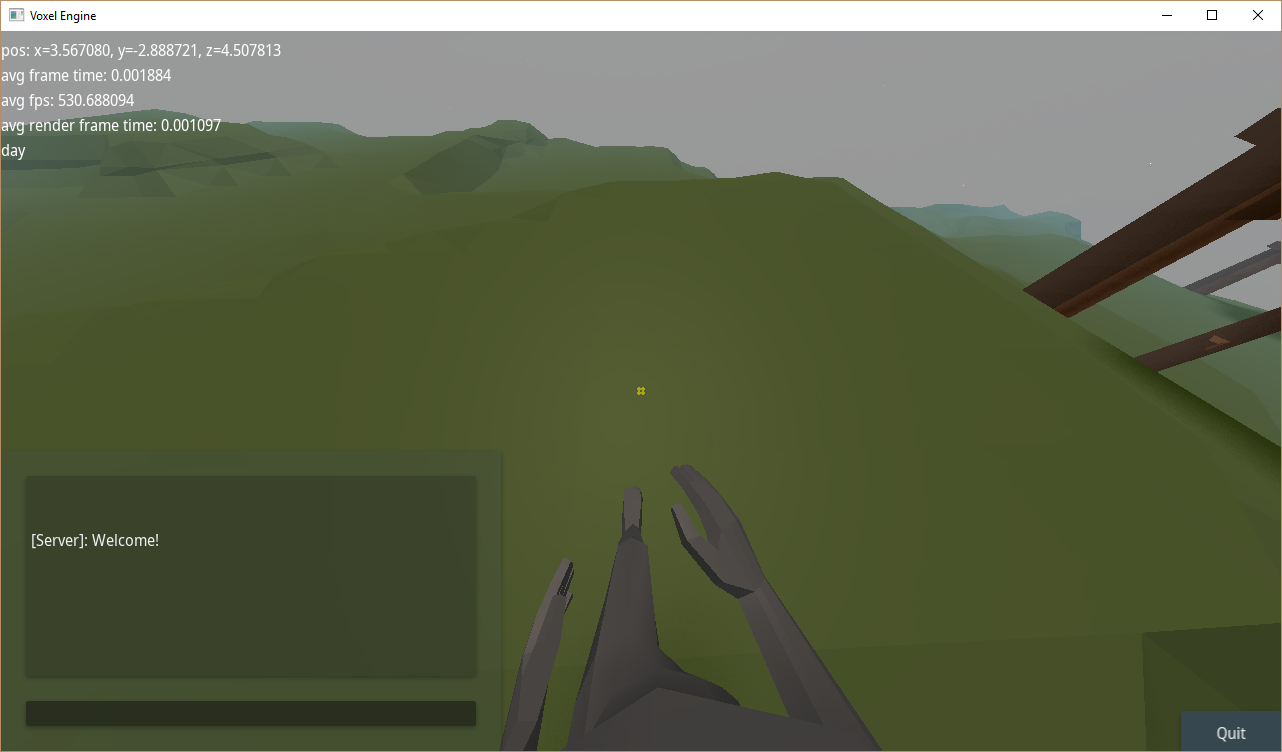 Voxel Engine
pos: x=3.567080, y=-2.888721, z=4.507813
avg frame time: 0.001884
avg fps: 530.688094
avg render frame time: 0.001097
day
[Server]: Welcome!
Quit